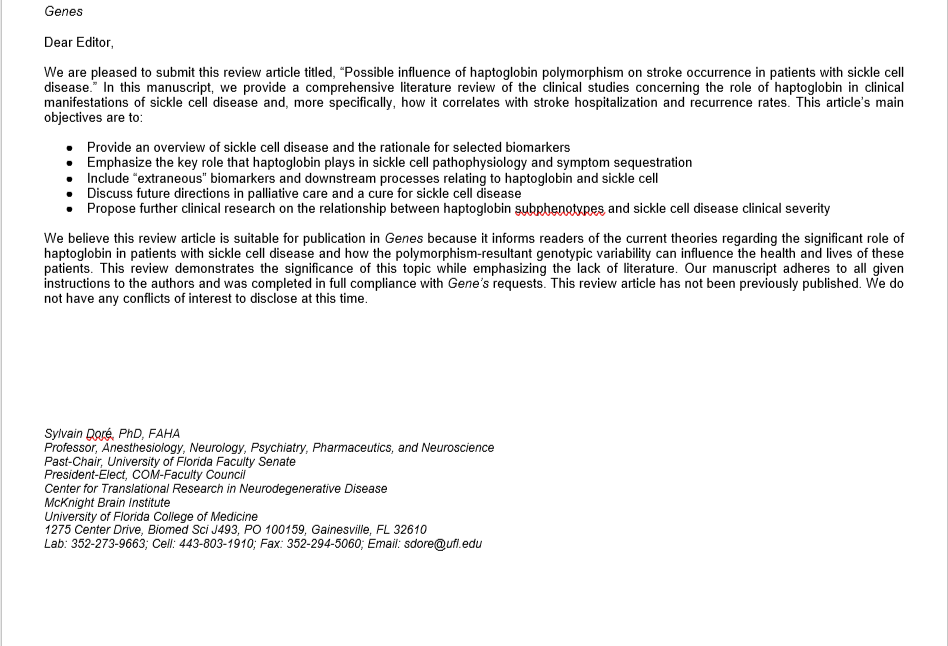 Genes
Dear Editor,
We are pleased to submit this review article titled, “Possible influence of haptoglobin polymorphism on stroke occurrence in patients with sickle cell
disease.” In this manuscript, we provide a comprehensive literature review of the clinical studies concerning the role of haptoglobin in clinical
manifestations of sickle cell disease and, more specifically, how it correlates with stroke hospitalization and recurrence rates. This article’s main
objectives are to:
● Provide an overview of sickle cell disease and the rationale for selected biomarkers
● Emphasize the key role that haptoglobin plays in sickle cell pathophysiology and symptom sequestration
● Include “extraneous” biomarkers and downstream processes relating to haptoglobin and sickle cell
● Discuss future directions in palliative care and a cure for sickle cell disease
● Propose further clinical research on the relationship between haptoglobin subphenotypes and sickle cell disease clinical severity
We believe this review article is suitable for publication in Genes because it informs readers of the current theories regarding the significant role of
haptoglobin in patients with sickle cell disease and how the polymorphism-resultant genotypic variability can influence the health and lives of these
patients. This review demonstrates the significance of this topic while emphasizing the lack of literature. Our manuscript adheres to all given
instructions to the authors and was completed in full compliance with Gene’s requests. This review article has not been previously published. We do
not have any conflicts of interest to disclose at this time.
Sylvain Doré, PhD, FAHA
Professor, Anesthesiology, Neurology, Psychiatry, Pharmaceutics, and Neuroscience
Past-Chair, University of Florida Faculty Senate
President-Elect, COM-Faculty Council
Center for Translational Research in Neurodegenerative Disease
McKnight Brain Institute
University of Florida College of Medicine
1275 Center Drive, Biomed Sci J493, PO 100159, Gainesville, FL 32610
Lab: 352-273-9663; Cell: 443-803-1910; Fax: 352-294-5060; Email: sdore@ufl.edu